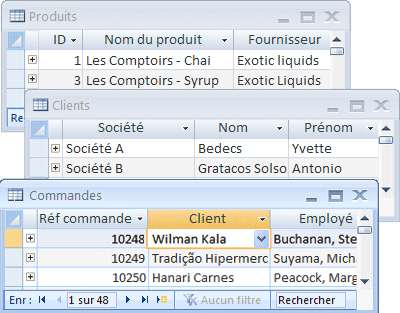 Produits
ID Nom du produit Fournisseur
1 Les Comptoirs - Chai Exotic liquids
3 Les Comptoirs - Syrup Exotic Liquids
Re
Clients
Société Nom Prénom
Société A Bedecs Yvette
Société B Gratacos Solso Antonio
Commandes
Réf commande Client Employé
10248 Wilman Kala Buchanan, Ste
10249 Tradição Hipermerc Suyama, Mich
10250 Hanari Carnes Peacock, Marg
Enr : 1 sur 48 Aucun filtre Rechercher